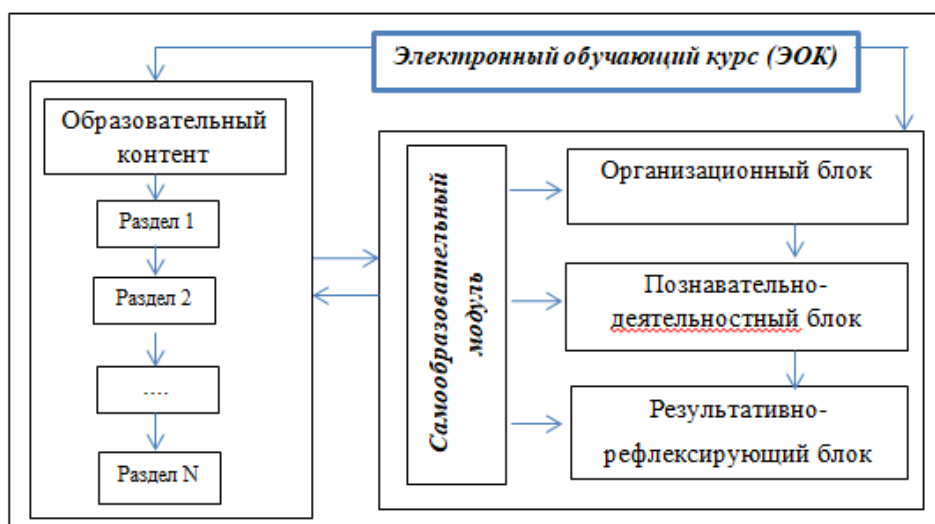 Электронный обучающий курс (ЭОК)
Образовательный
контент
Раздел 1
Раздел 2
....
Раздел N
Самообразовательный
модуль
Организационный блок
Познавательно-
деятельностный блок
Результативно-
рефлексирующий блок